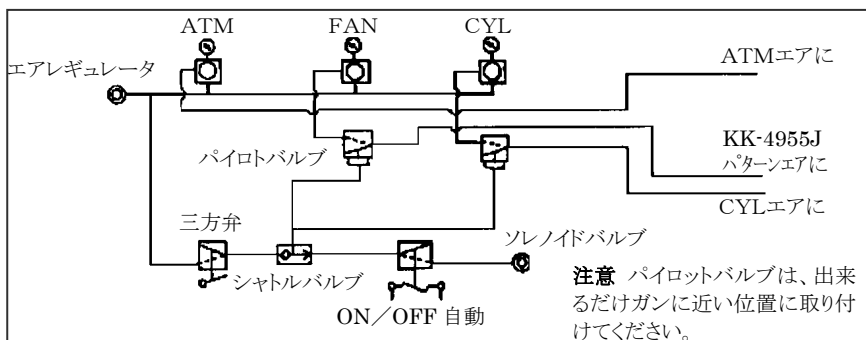 ATM
FAN
CYL
エアレギュレータ
ATMエアに
パイロトバルブ
KK-4955J
パターンエアに
CYLエアに
三方弁
シャトルバルブ
ソレノイドバルブ
ON／OFF 自動
注意 パイロットバルブは、出来
るだけガンに近い位置に取り付
けてください。